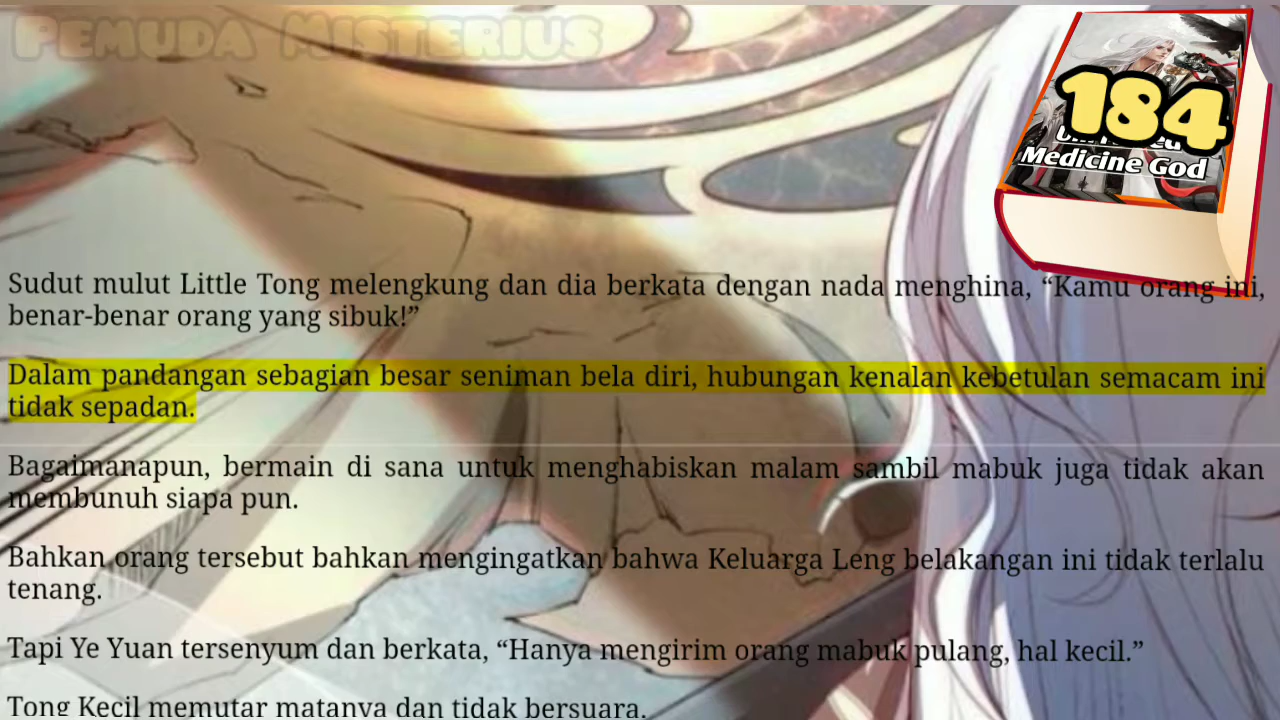 Pemuda Misterius
184
Medicine God
Sudut mulut Little Tong melengkung dan dia berkata dengan nada menghina, “Kamu orang ini,
benar-benar orang yang sibuk!”
Dalam pandangan sebagian besar seniman bela diri, hubungan kenalan kebetulan semacam ini
tidak sepadan.
Bagaimanapun, bermain di sana untuk menghabiskan malam sambil mabuk juga tidak akan
membunuh siapa pun.
Bahkan orang tersebut bahkan mengingatkan bahwa Keluarga Leng belakangan ini tidak terlalu
tenang.
Tapi Ye Yuan tersenyum dan berkata, “Hanya mengirim orang mabuk pulang, hal kecil.”
Tong Kecil memutar matanya dan tidak bersuara.